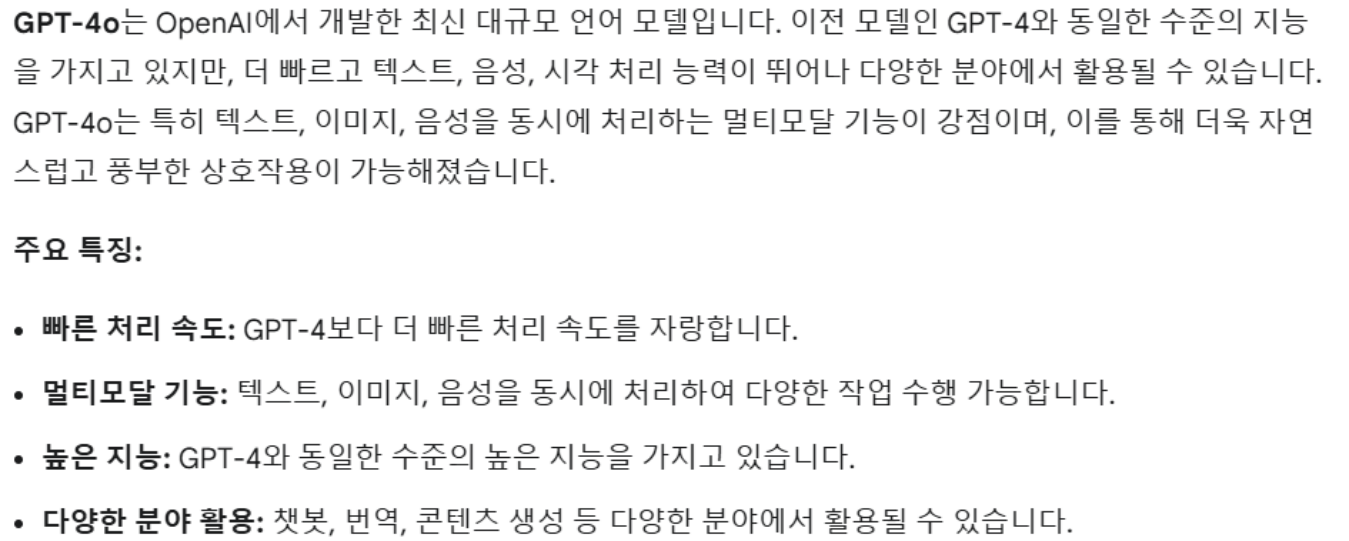 GPT-4o는 OpenAI에서 개발한 최신 대규모 언어 모델입니다. 이전 모델인 GPT-4와 동일한 수준의 지능
을 가지고 있지만, 더 빠르고 텍스트, 음성, 시각 처리 능력이 뛰어나 다양한 분야에서 활용될 수 있습니다.
GPT-4o는 특히 텍스트, 이미지, 음성을 동시에 처리하는 멀티모달 기능이 강점이며, 이를 통해 더욱 자연
스럽고 풍부한 상호작용이 가능해졌습니다.
주요 특징:
• 빠른 처리 속도: GPT-4보다 더 빠른 처리 속도를 자랑합니다.
• 멀티모달 기능: 텍스트, 이미지, 음성을 동시에 처리하여 다양한 작업 수행 가능합니다.
• 높은 지능: GPT-4와 동일한 수준의 높은 지능을 가지고 있습니다.
• 다양한 분야 활용: 챗봇, 번역, 콘텐츠 생성 등 다양한 분야에서 활용될 수 있습니다.